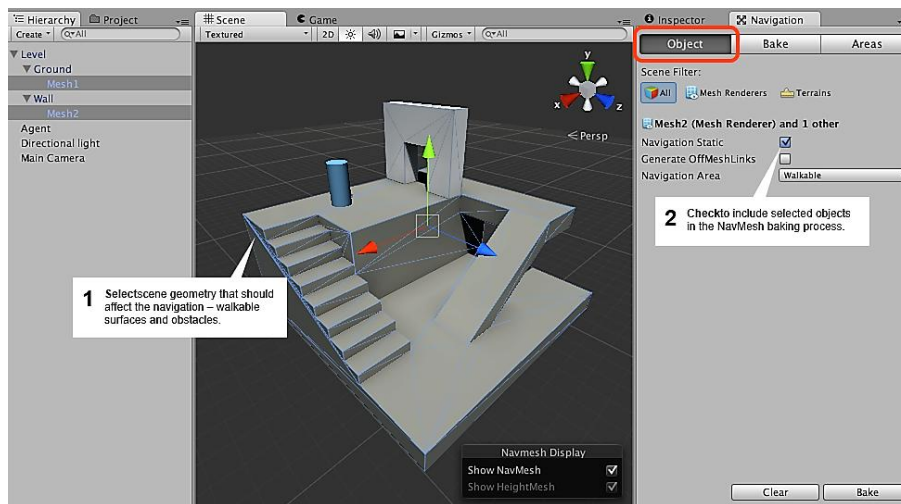 Hierarchy
Project
Create
All
Level
Ground
Mesh1
Wall
Mesh2
Agent
Directional light
Main Camera
Scene
Game
Textured
2D
Gizmos
All
y
x
z
Persp
1 Selectscene geometry that should
affect the navigation – walkable
surfaces and obstacles.
Navmesh Display
Show NavMesh
Show HeightMesh
Inspector
Navigation
Object
Bake
Areas
Scene Filter:
All
Mesh Renderers
Terrains
Mesh2 (Mesh Renderer) and 1 other
Navigation Static
Generate OffMeshLinks
Navigation Area
Walkable
2 Checkto include selected objects
in the NavMesh baking process.
Clear
Bake